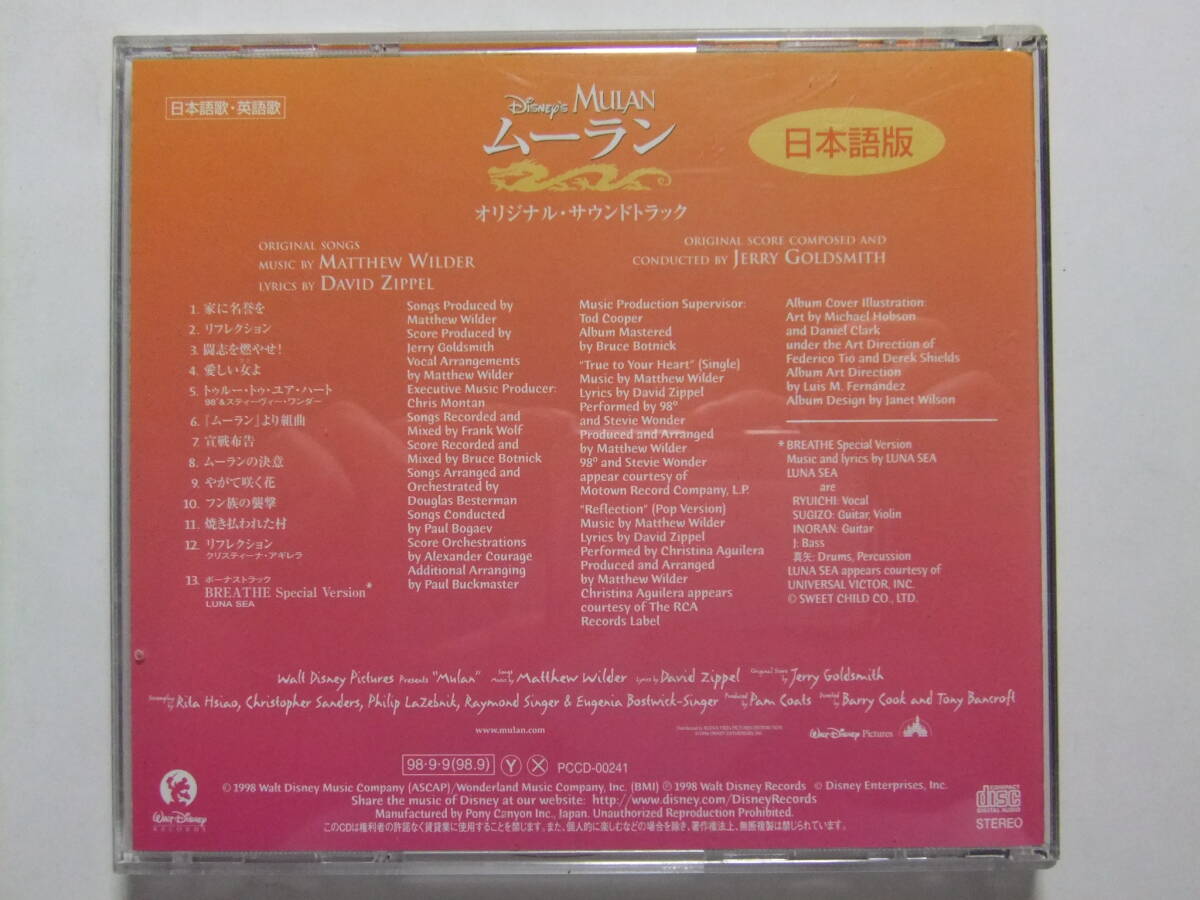 日本語歌・英語歌
DISNEY'S MULAN
ムーラン
日本語版
オリジナル・サウンドトラック
ORIGINAL SONGS
MUSIC BY MATTHEW WILDER
LYRICS BY DAVID ZIPPEL
ORIGINAL SCORE COMPOSED AND
CONDUCTED BY JERRY GOLDSMITH
1. 家に名誉を
2. リフレクション
3. 闘志を燃やせ!
4. 愛しい女よ
5. トゥルー・トゥ・ユア・ハート
98°&スティーヴィー・ワンダー
6. 『ムーラン』より組曲
7. 宣戦布告
8. ムーランの決意
9. やがて咲く花
10. フン族の襲撃
11. 焼き払われた村
12. リフレクション
クリスティーナ・アギレラ
13. ボーナストラック
BREATHE Special Version*
LUNA SEA
Songs Produced by
Matthew Wilder
Score Produced by
Jerry Goldsmith
Vocal Arrangements
by Matthew Wilder
Executive Music Producer:
Chris Montan
Songs Recorded and
Mixed by Frank Wolf
Score Recorded and
Mixed by Bruce Botnick
Songs Arranged and
Orchestrated by
Douglas Besterman
Songs Conducted
by Paul Bogaev
Score Orchestrations
by Alexander Courage
Additional Arranging
by Paul Buckmaster
Music Production Supervisor:
Tod Cooper
Album Mastered
by Bruce Botnick
"True to Your Heart" (Single)
Music by Matthew Wilder
Lyrics by David Zippel
Performed by 98°
and Stevie Wonder
Produced and Arranged
by Matthew Wilder
98° and Stevie Wonder
appear courtesy of
Motown Record Company, L.P.
"Reflection" (Pop Version)
Music by Matthew Wilder
Lyrics by David Zippel
Performed by Christina Aguilera
Produced and Arranged
by Matthew Wilder
Christina Aguilera appears
courtesy of The RCA
Records Label
Album Cover Illustration:
Art by Michael Hobson
and Daniel Clark
under the Art Direction of
Federico Tio and Derek Shields
Album Art Direction
by Luis M. Fernández
Album Design by Janet Wilson
* BREATHE Special Version
Music and lyrics by LUNA SEA
LUNA SEA
are
RYUICHI: Vocal
SUGIZO: Guitar, Violin
INORAN: Guitar
J: Bass
真矢: Drums, Percussion
LUNA SEA appears courtesy of
UNIVERSAL VICTOR, INC.
© SWEET CHILD CO., LTD.
Walt Disney Pictures Presents "Mulan" Songs Music by Matthew Wilder Lyrics by David Zippel Original Score by Jerry Goldsmith
Screenplay by Rita Hsiao, Christopher Sanders, Philip LaZebnik, Raymond Singer & Eugenia Bostwick-Singer Produced by Pam Coats Directed by Barry Cook and Tony Bancroft
www.mulan.com
WALT DISNEY Pictures
98・9・9(98.9) Y X PCCD-00241
© 1998 Walt Disney Music Company (ASCAP)/Wonderland Music Company, Inc. (BMI) ℗ 1998 Walt Disney Records © Disney Enterprises, Inc.
Share the music of Disney at our website: http://www.disney.com/DisneyRecords
Manufactured by Pony Canyon Inc., Japan. Unauthorized Reproduction Prohibited.
このCDは権利者の許諾なく賃貸業に使用することを禁じます。また、個人的に楽しむなどの場合を除き、著作権法上、無断複製は禁じられています。
WALT DISNEY
RECORDS
COMPACT
disc
DIGITAL AUDIO
STEREO